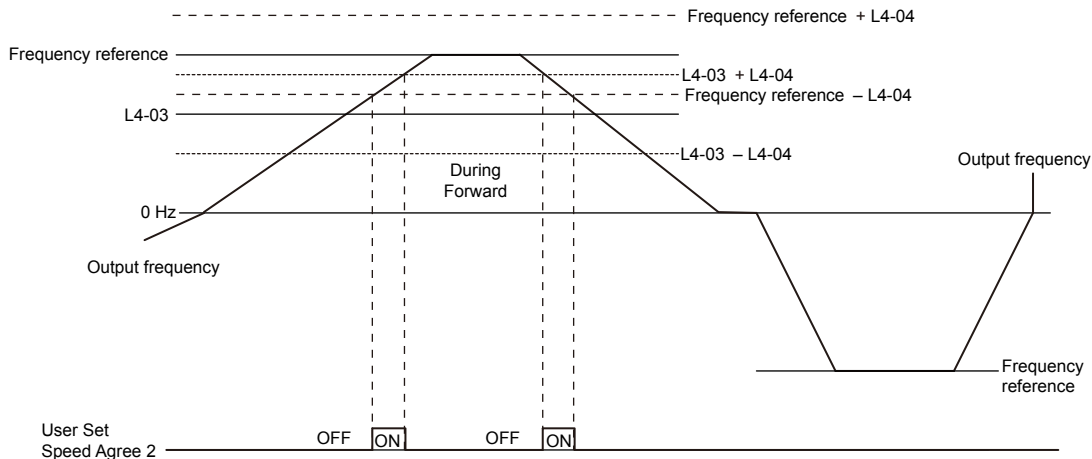 Frequency reference + L4-04
Frequency reference
L4-03 + L4-04
Frequency reference – L4-04
L4-03
L4-03 – L4-04
During
Forward
Output frequency
0 Hz
Output frequency
Frequency
reference
User Set
Speed Agree 2
OFF
ON
OFF
ON